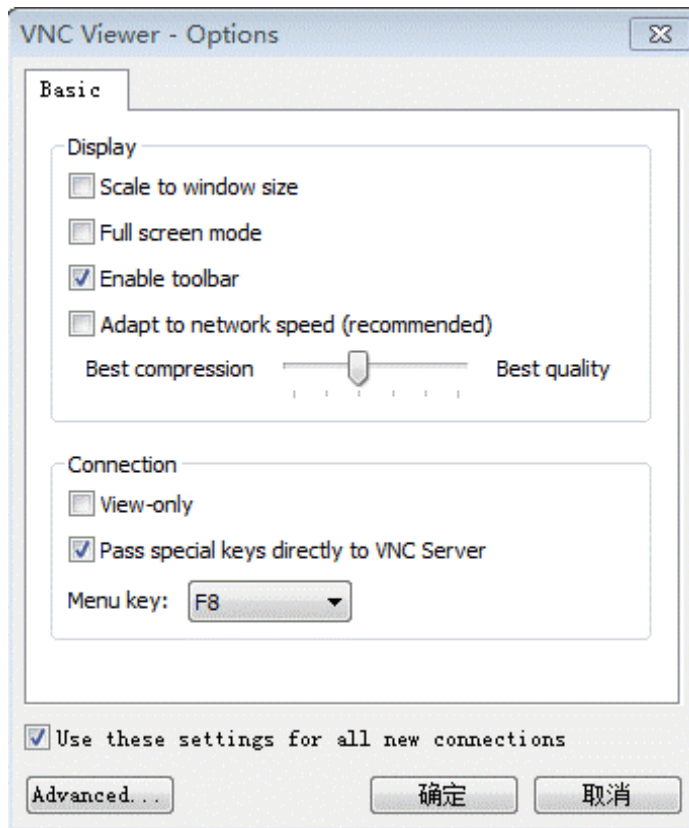 VNC Viewer - Options
Basic
Display
Scale to window size
Full screen mode
Enable toolbar
Adapt to network speed (recommended)
Best compression Best quality
Connection
View-only
Pass special keys directly to VNC Server
Menu key: F8
Use these settings for all new connections
Advanced... 确定 取消